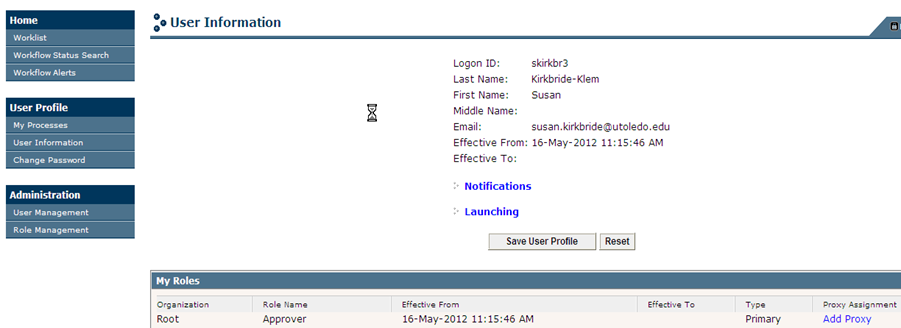 Home
Worklist
Workflow Status Search
Workflow Alerts
User Profile
My Processes
User Information
Change Password
Administration
User Management
Role Management
User Information
Logon ID: skirkbr3
Last Name: Kirkbride-Klem
First Name: Susan
Middle Name:
Email: susan.kirkbride@utoledo.edu
Effective From: 16-May-2012 11:15:46 AM
Effective To:
Notifications
Launching
Save User Profile Reset
My Roles
Organization Role Name Effective From Effective To Type Proxy Assignment
Root Approver 16-May-2012 11:15:46 AM Primary Add Proxy